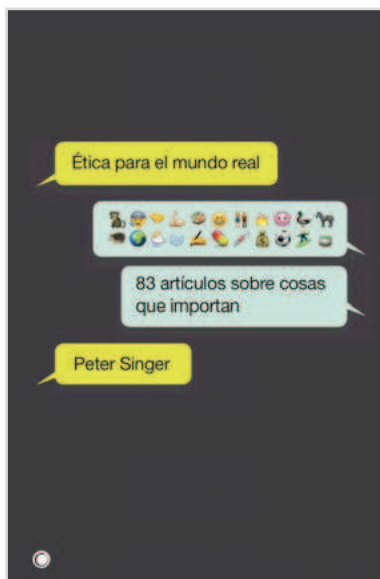 Ética para el mundo real
83 artículos sobre cosas
que importan
Peter Singer